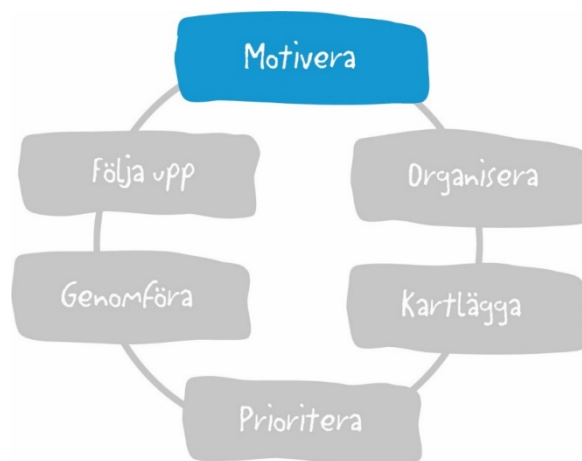 Motivera
Följa upp
Organisera
Genomföra
Kartlägga
Prioritera